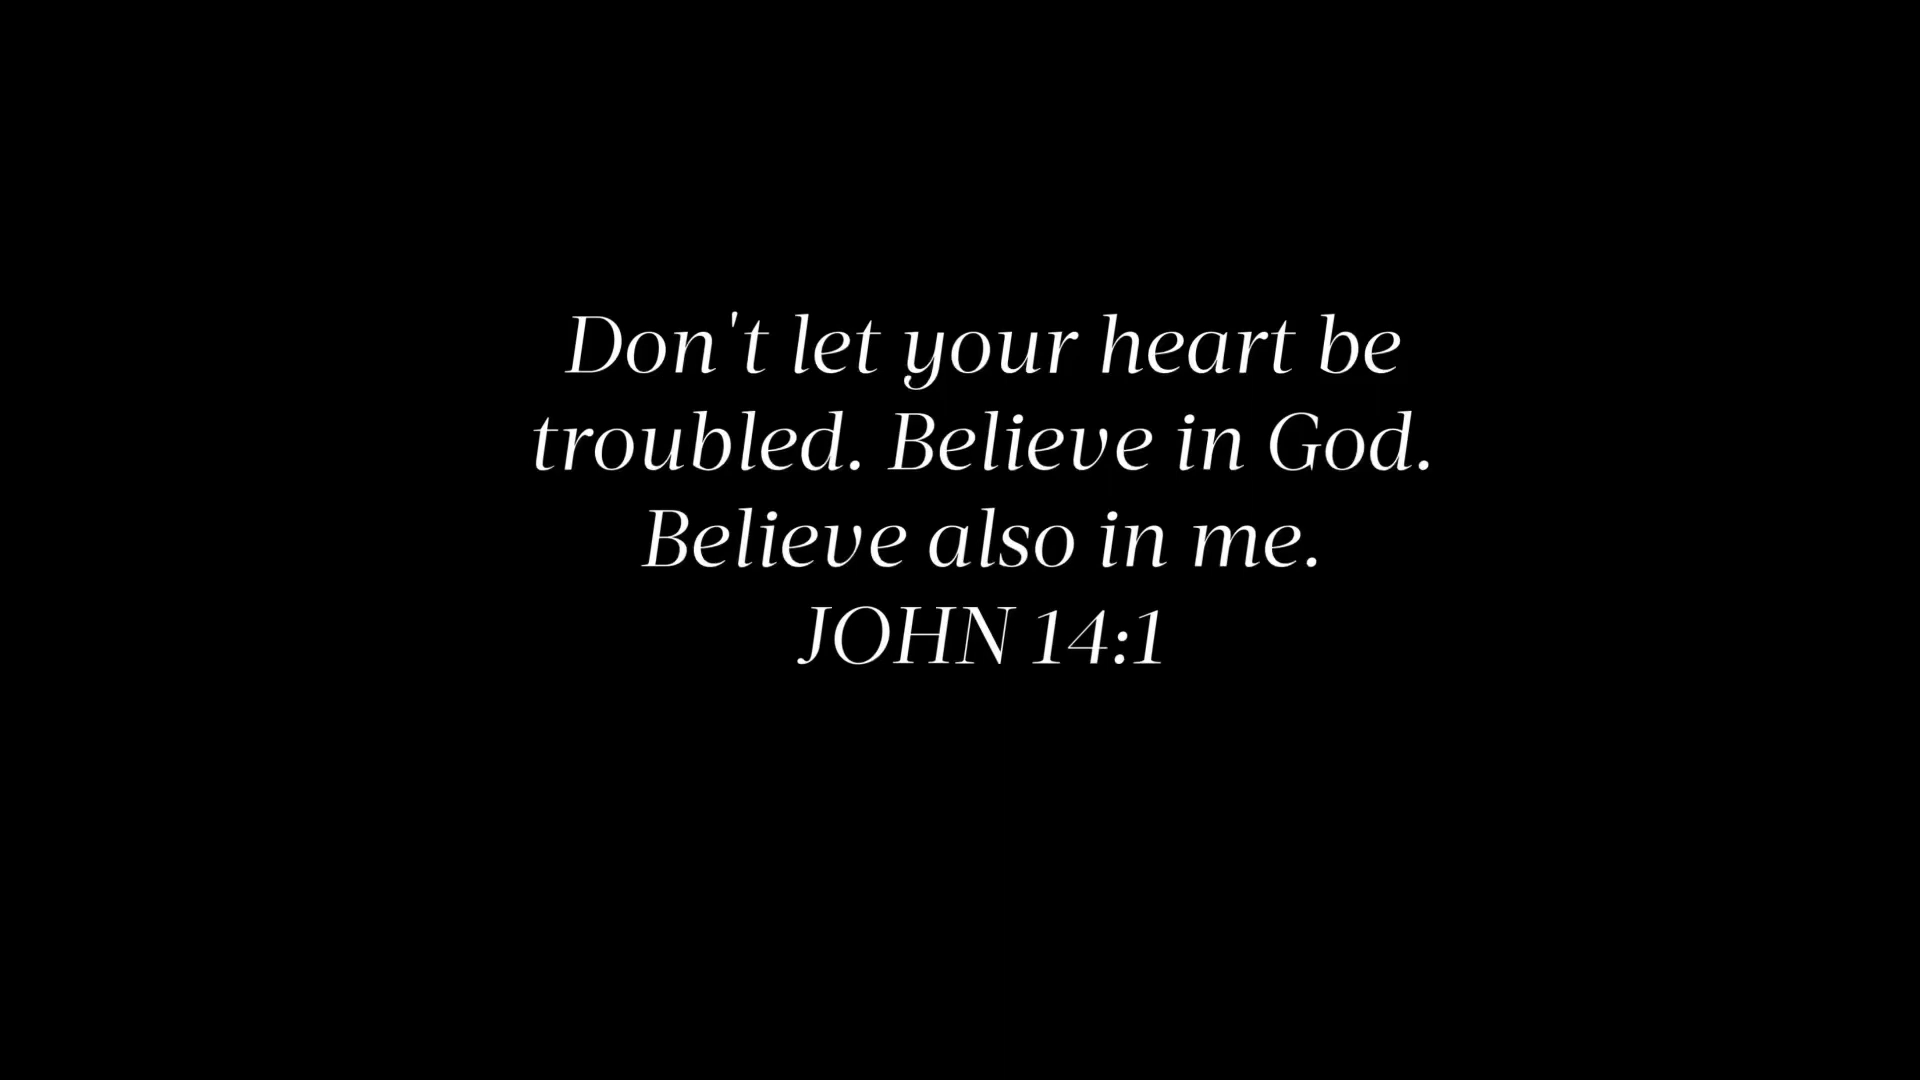 Don't let your heart be
troubled. Believe in God.
Believe also in me.
JOHN 14:1